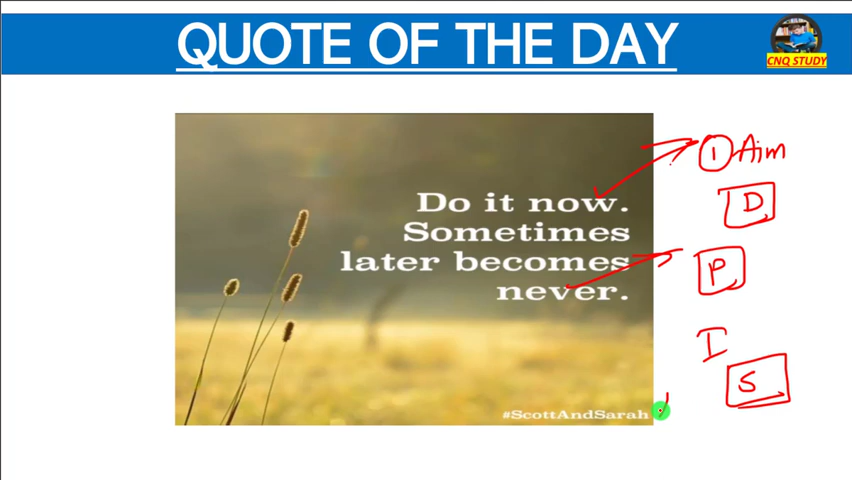 QUOTE OF THE DAY
CNQ STUDY
Do it now.
Sometimes
later becomes
never.
#ScottAndSarah
1 Aim
D
P
I
S